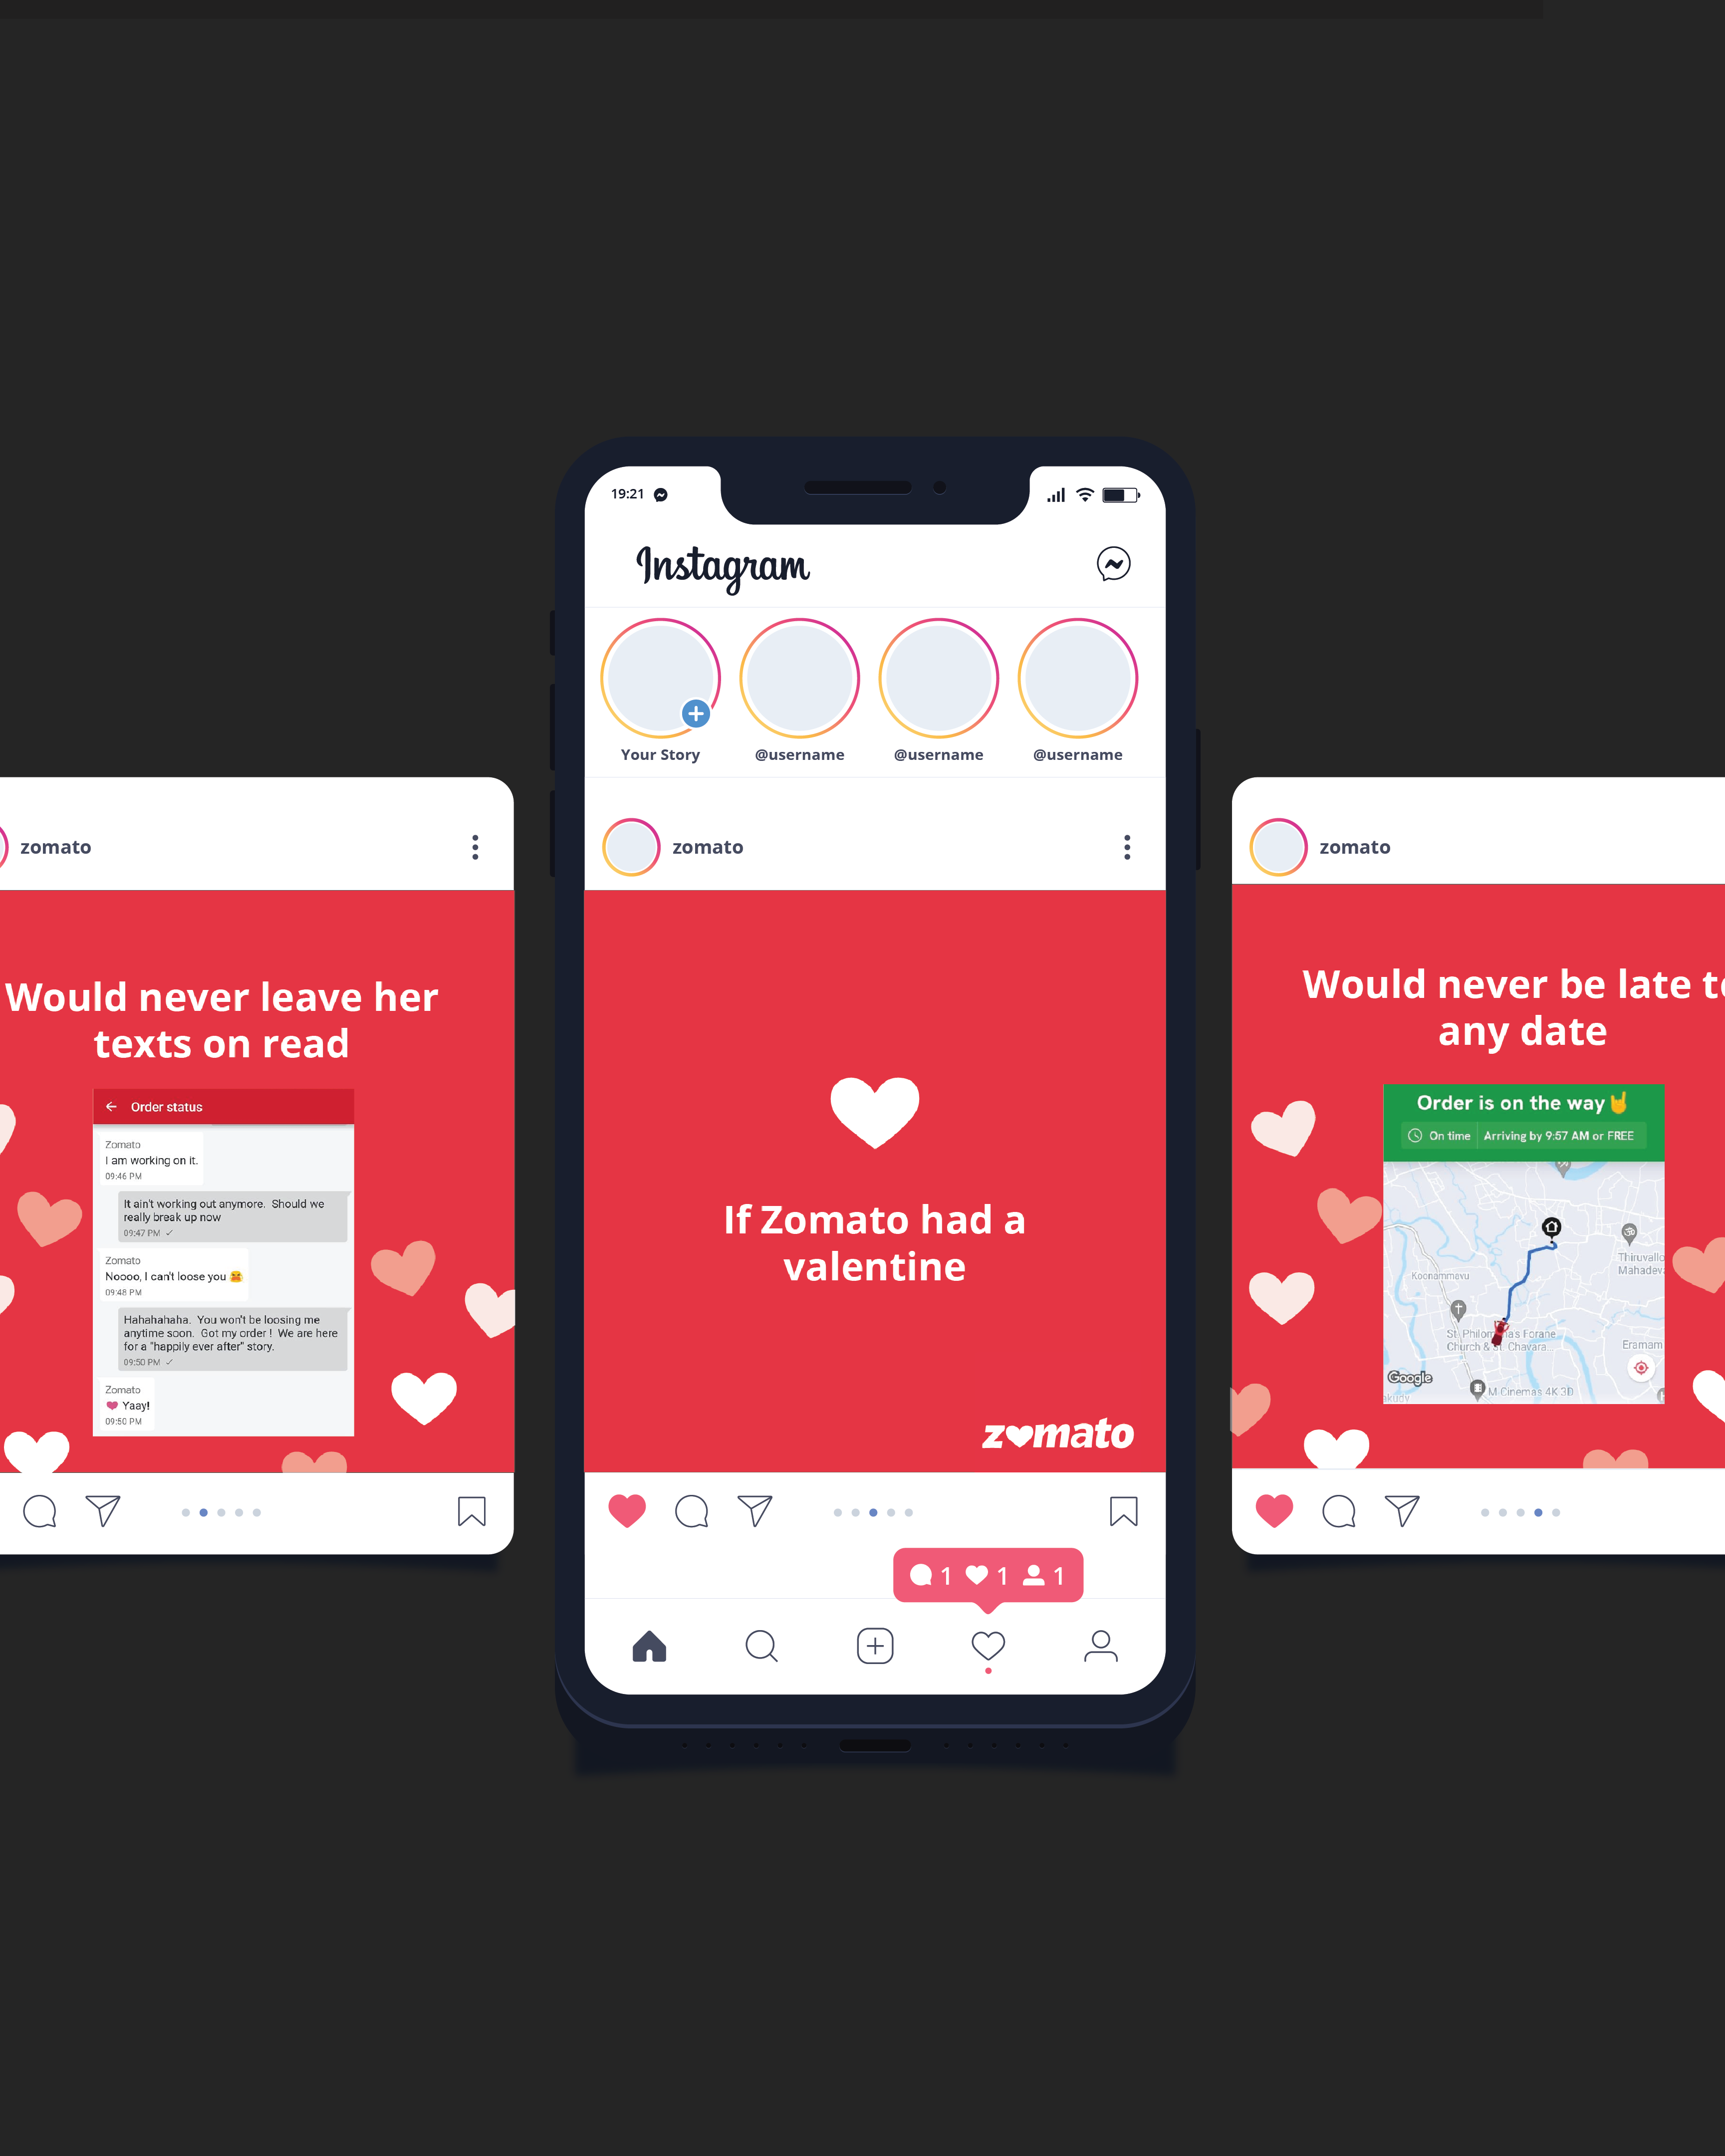 zomato
Would never leave her
texts on read
Order status
Zomato
I am working on it.
09:46 PM
It ain't working out anymore. Should we
really break up now
09:47 PM ✓
Zomato
Noooo, I can't loose you 😫
09:48 PM
Hahahahaha. You won't be loosing me
anytime soon. Got my order ! We are here
for a "happily ever after" story.
09:50 PM ✓
Zomato
❤️ Yaay!
09:50 PM
19:21
Instagram
Your Story
@username
@username
@username
zomato
If Zomato had a
valentine
zomato
1 1 1
zomato
Would never be late to
any date
Order is on the way🤘
On time
Arriving by 9:57 AM or FREE
Koonammavu
Thiruvallo
Mahadev
St. Philomenas Forane
Church & St. Chavara...
Eramam
Google
M Cinemas 4K 3D
okudy